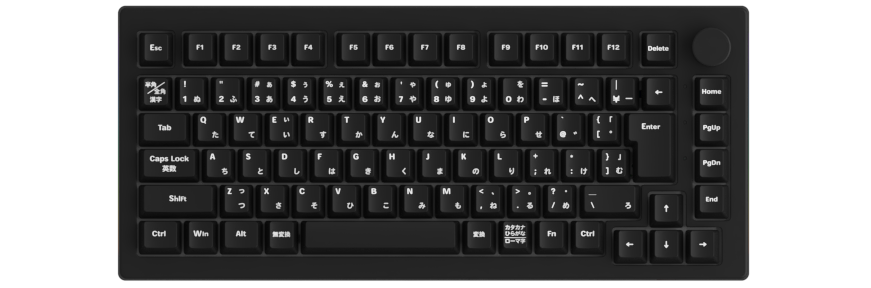 Esc F1 F2 F3 F4 F5 F6 F7 F8 F9 F10 F11 F12 Delete
半角/全角 漢字 ! 1 ぬ " 2 ふ # ぁ 3 あ $ ぅ 4 う % ぇ 5 え & ぉ 6 お ' ゃ 7 や ( ゅ 8 ゆ ) ょ 9 よ を 0 わ = - ほ ~ ^ へ | ¥ ー ← Home
Tab Q た W て E ぃ い R す T か Y ん U な I に O ら P せ ` @ ゛ { 「 [ ゜ Enter PgUp
Caps Lock 英数 A ち S と D し F は G き H く J ま K の L り + ; れ * : け } 」 ] む PgDn
Shift Z っ つ X さ C そ V ひ B こ N み M も < 、 , ね > 。 . る ? ・ / め _ \ ろ ↑ End
Ctrl Win Alt 無変換 変換 カタカナ ひらがな ローマ字 Fn Ctrl ← ↓ →